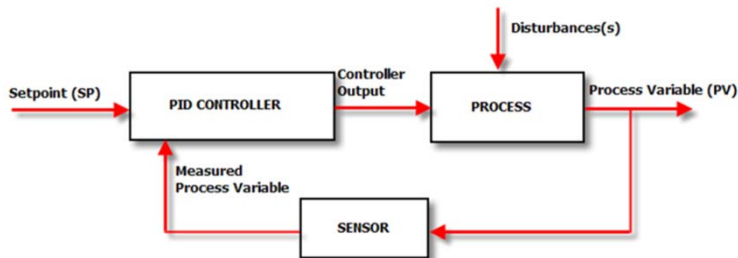 Disturbances(s)
Setpoint (SP)
PID CONTROLLER
Controller
Output
PROCESS
Process Variable (PV)
Measured
Process Variable
SENSOR